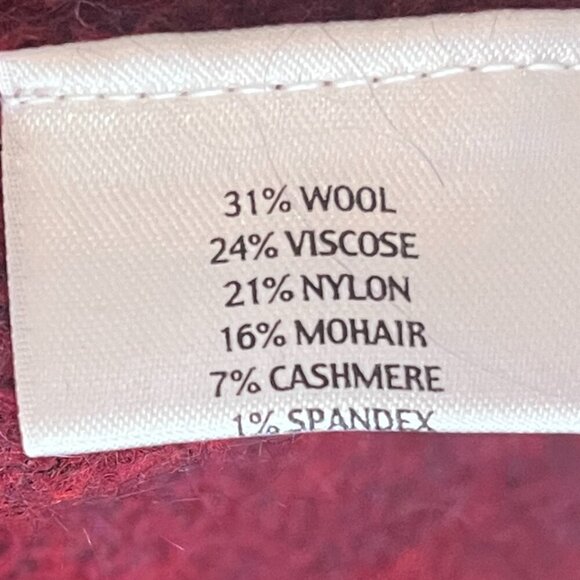 31% WOOL
24% VISCOSE
21% NYLON
16% MOHAIR
7% CASHMERE
1% SPANDEX